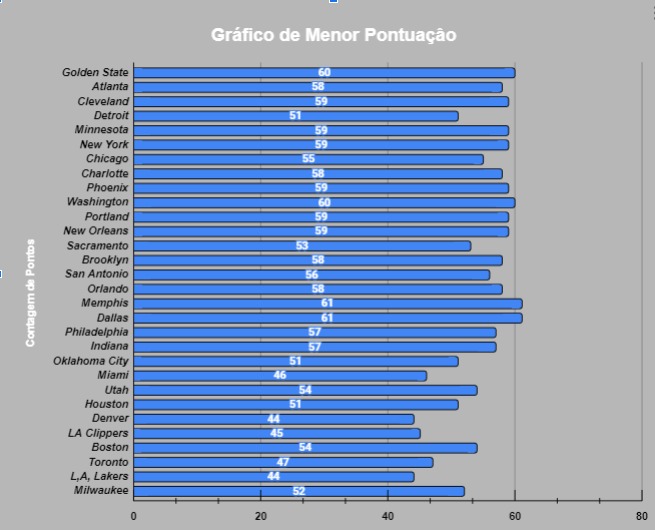 Gráfico de Menor Pontuação
Contagem de Pontos
Golden State 60
Atlanta 58
Cleveland 59
Detroit 51
Minnesota 59
New York 59
Chicago 55
Charlotte 58
Phoenix 59
Washington 60
Portland 59
New Orleans 59
Sacramento 53
Brooklyn 58
San Antonio 56
Orlando 58
Memphis 61
Dallas 61
Philadelphia 57
Indiana 57
Oklahoma City 51
Miami 46
Utah 54
Houston 51
Denver 44
LA Clippers 45
Boston 54
Toronto 47
L,A, Lakers 44
Milwaukee 52
0 20 40 60 80